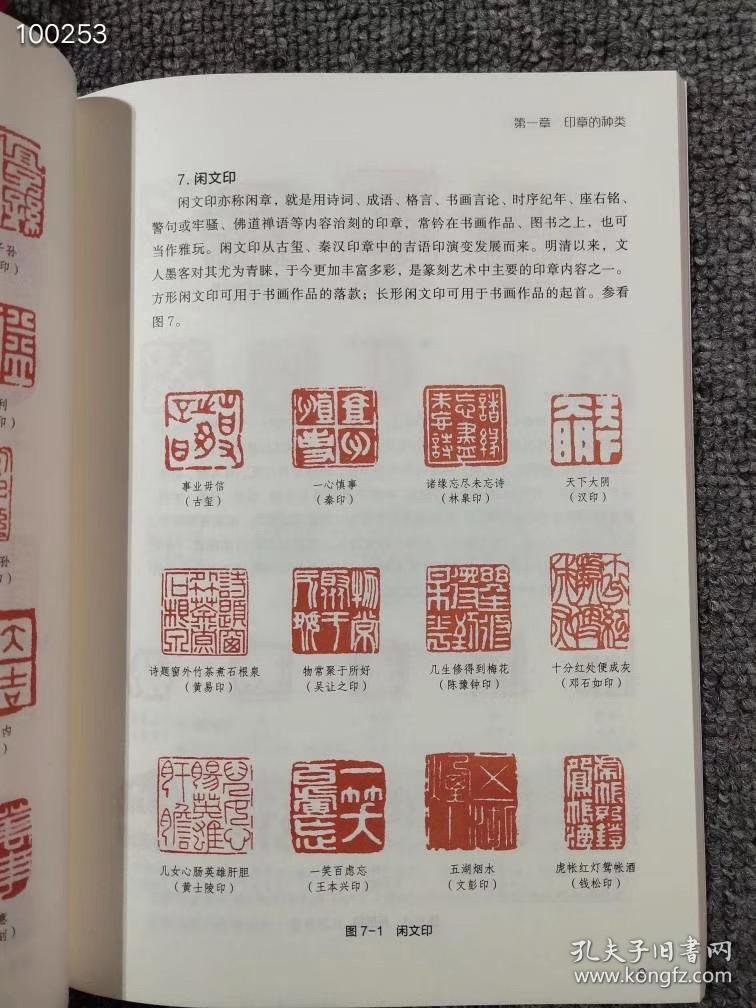 100253
第一章 印章的种类
7. 闲文印
闲文印亦称闲章，就是用诗词、成语、格言、书画言论、时序纪年、座右铭、
警句或牢骚、佛道禅语等内容治刻的印章，常钤在书画作品、图书之上，也可
当作雅玩。闲文印从古玺、秦汉印章中的吉语印演变发展而来。明清以来，文
人墨客对其尤为青睐，于今更加丰富多彩，是篆刻艺术中主要的印章内容之一。
方形闲文印可用于书画作品的落款；长形闲文印可用于书画作品的起首。参看
图7。
事业毋信
（古玺）
一心慎事
（秦印）
诸缘忘尽未忘诗
（林皋印）
天下大阴
（汉印）
诗题窗外竹茶煮石根泉
（黄易印）
物常聚于所好
（吴让之印）
几生修得到梅花
（陈豫钟印）
十分红处便成灰
（邓石如印）
儿女心肠英雄肝胆
（黄士陵印）
一笑百虑忘
（王本兴印）
五湖烟水
（文彭印）
虎帐红灯鸳帐酒
（钱松印）
图 7-1 闲文印
孔夫子旧书网
www.kongfz.com